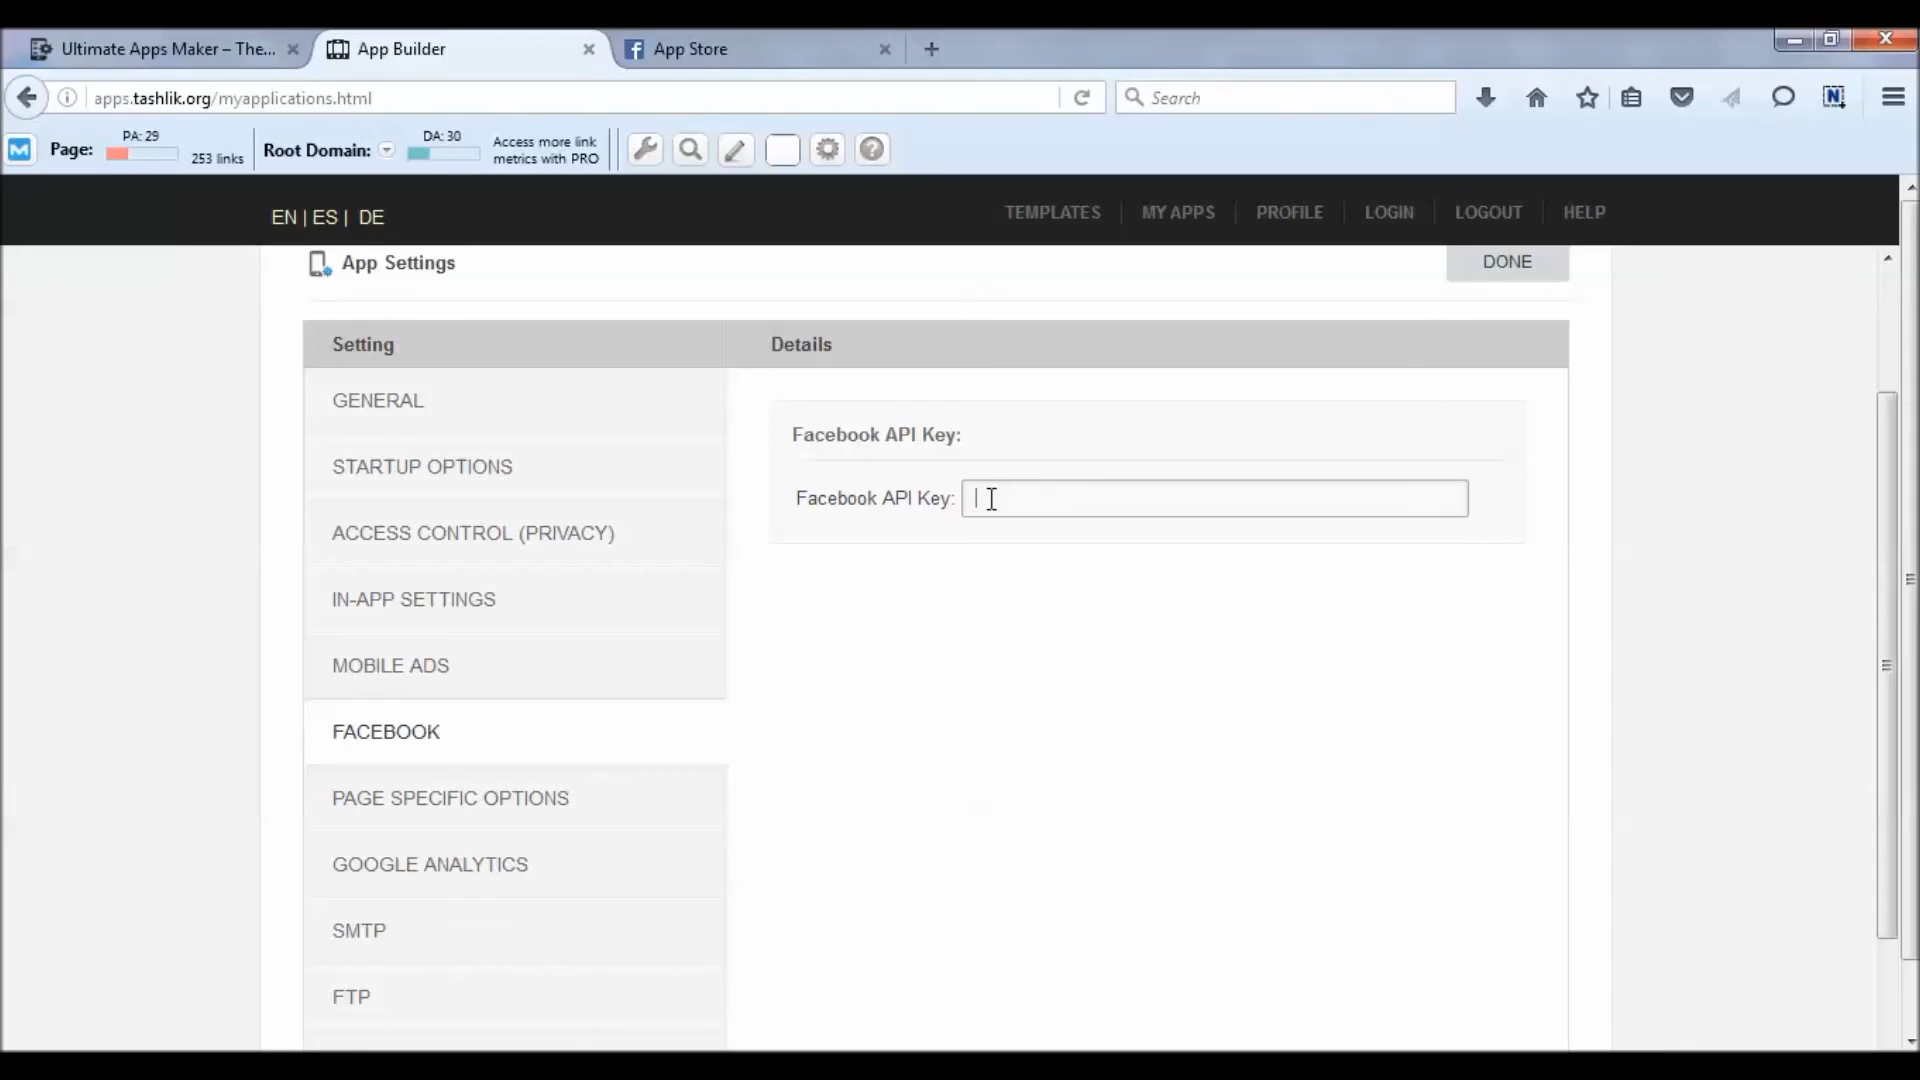 Ultimate Apps Maker – The...
App Builder
App Store
apps.tashlik.org/myapplications.html
Search
Page:
PA: 29
253 links
Root Domain:
DA: 30
Access more link
metrics with PRO
EN | ES | DE
TEMPLATES
MY APPS
PROFILE
LOGIN
LOGOUT
HELP
App Settings
DONE
Setting
Details
GENERAL
STARTUP OPTIONS
ACCESS CONTROL (PRIVACY)
IN-APP SETTINGS
MOBILE ADS
FACEBOOK
PAGE SPECIFIC OPTIONS
GOOGLE ANALYTICS
SMTP
FTP
Facebook API Key:
Facebook API Key: